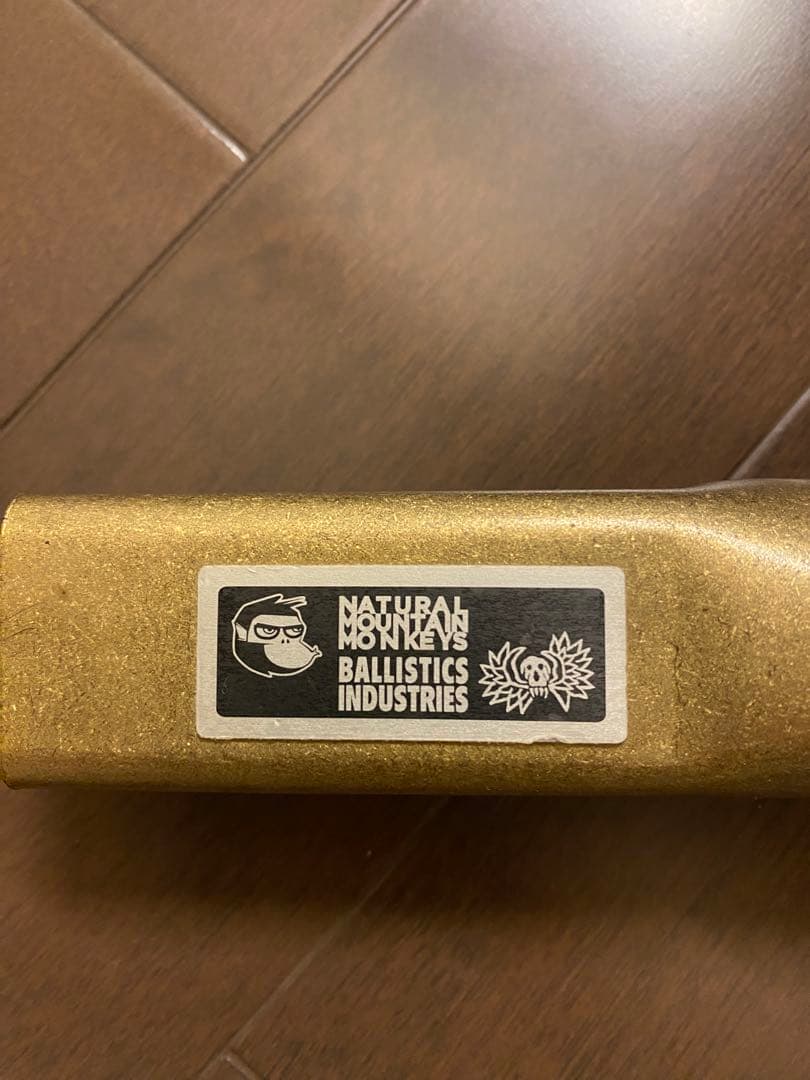 NATURAL
MOUNTAIN
MONKEYS
BALLISTICS
INDUSTRIES